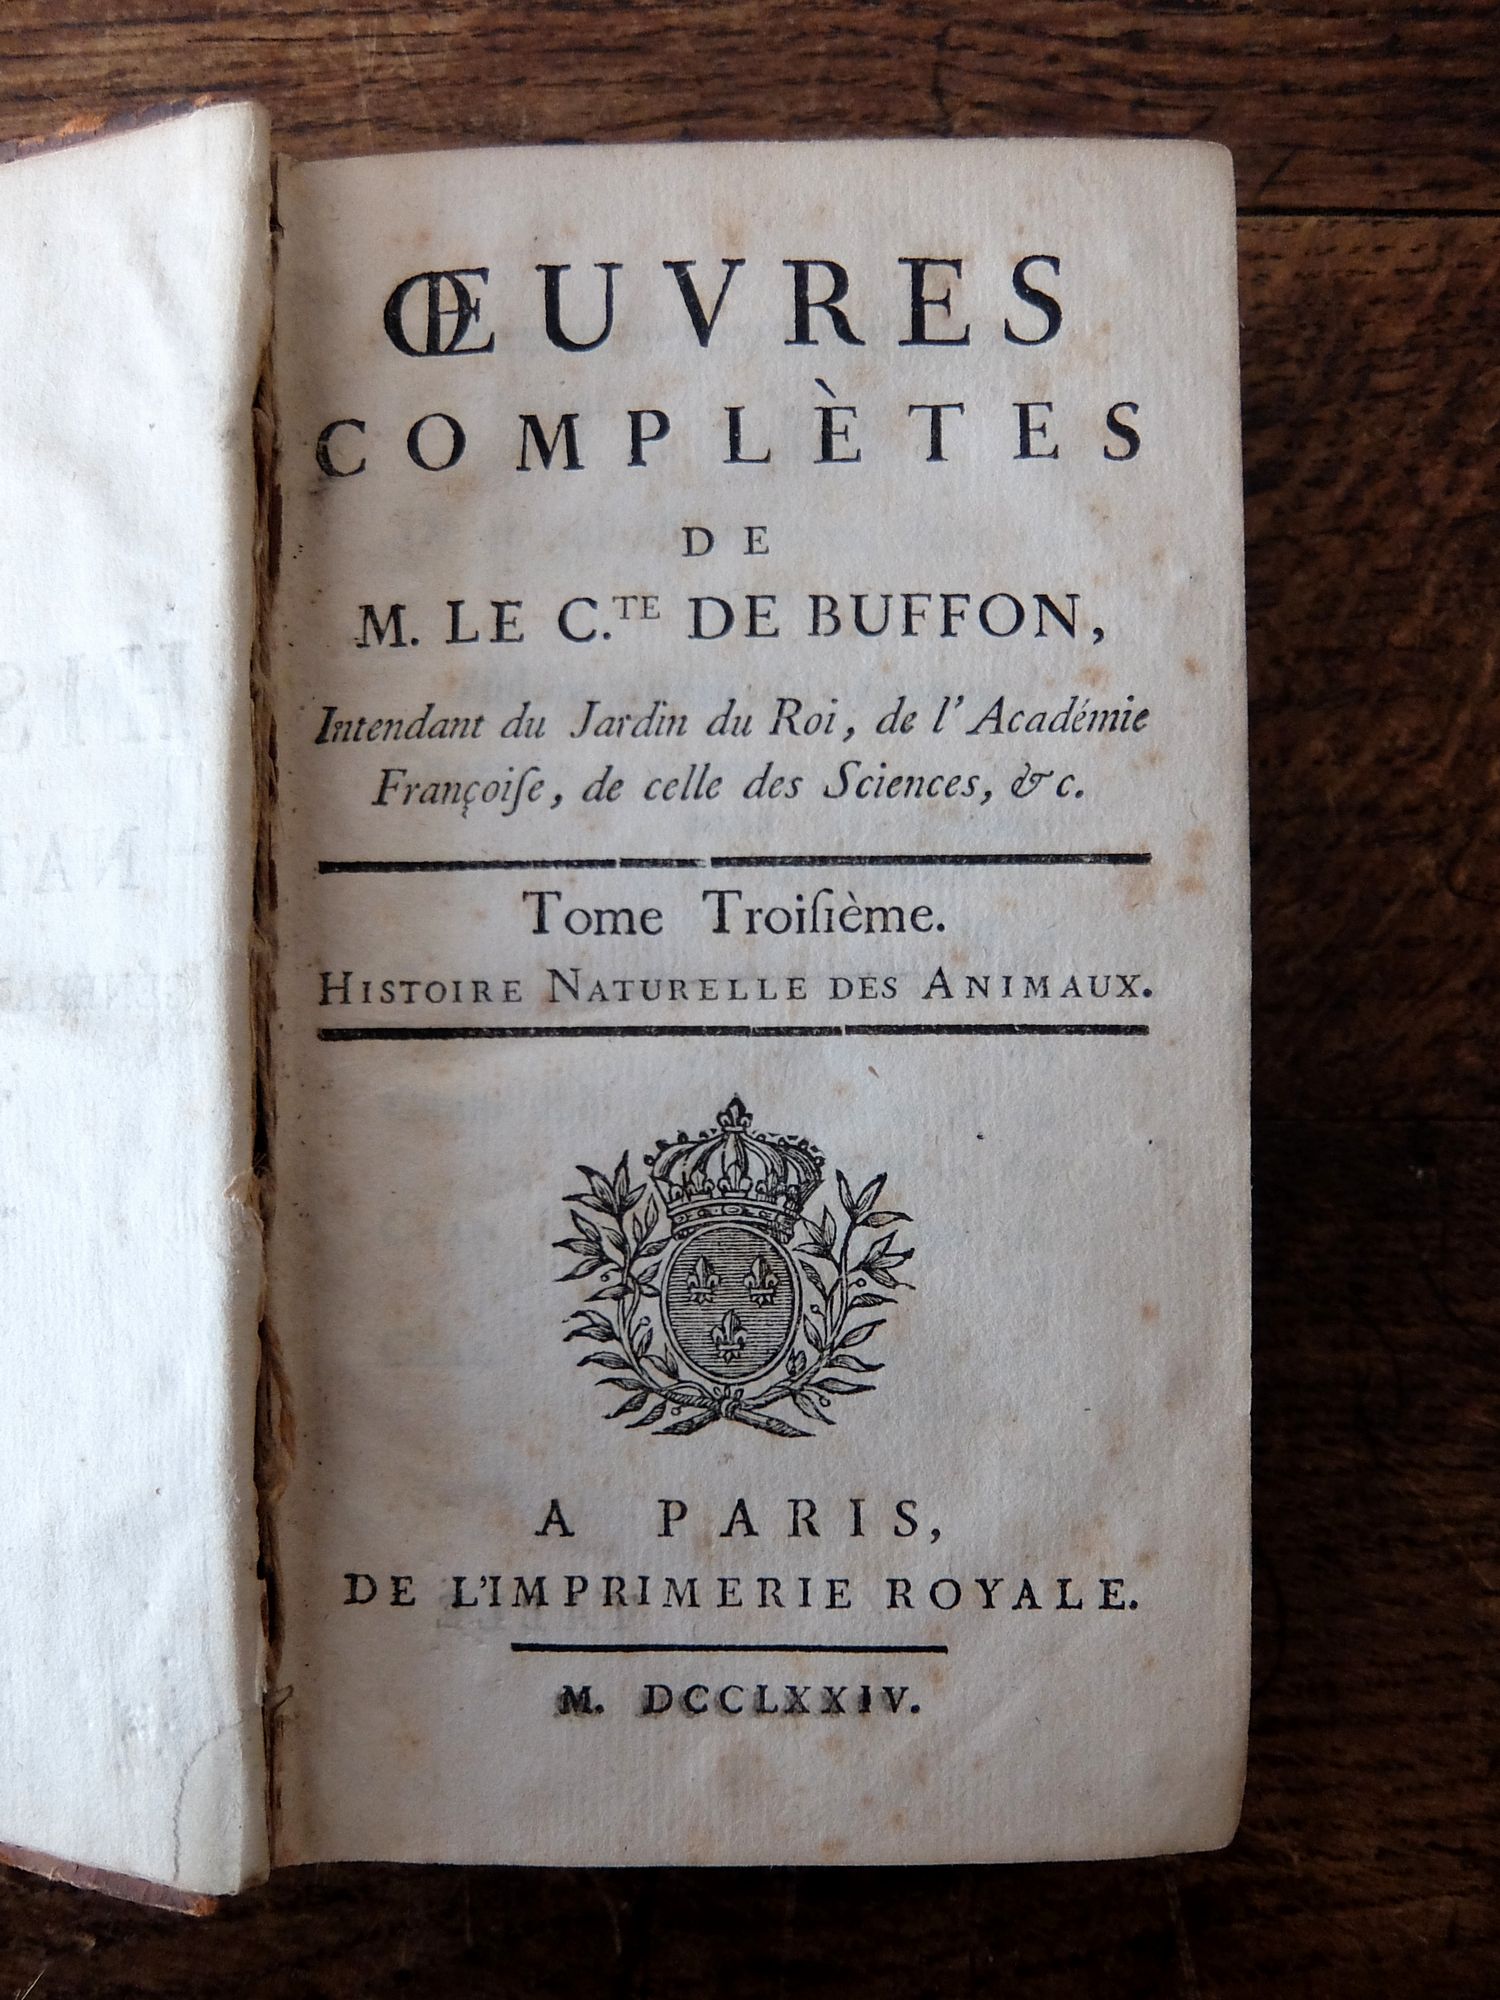 ŒUVRES
COMPLÈTES
DE
M. LE C.TE DE BUFFON,
Intendant du Jardin du Roi, de l'Académie
Françoiſe, de celle des Sciences, & c.
Tome Troiſième.
HISTOIRE NATURELLE DES ANIMAUX.
A PARIS,
DE L'IMPRIMERIE ROYALE.
M. DCCLXXIV.